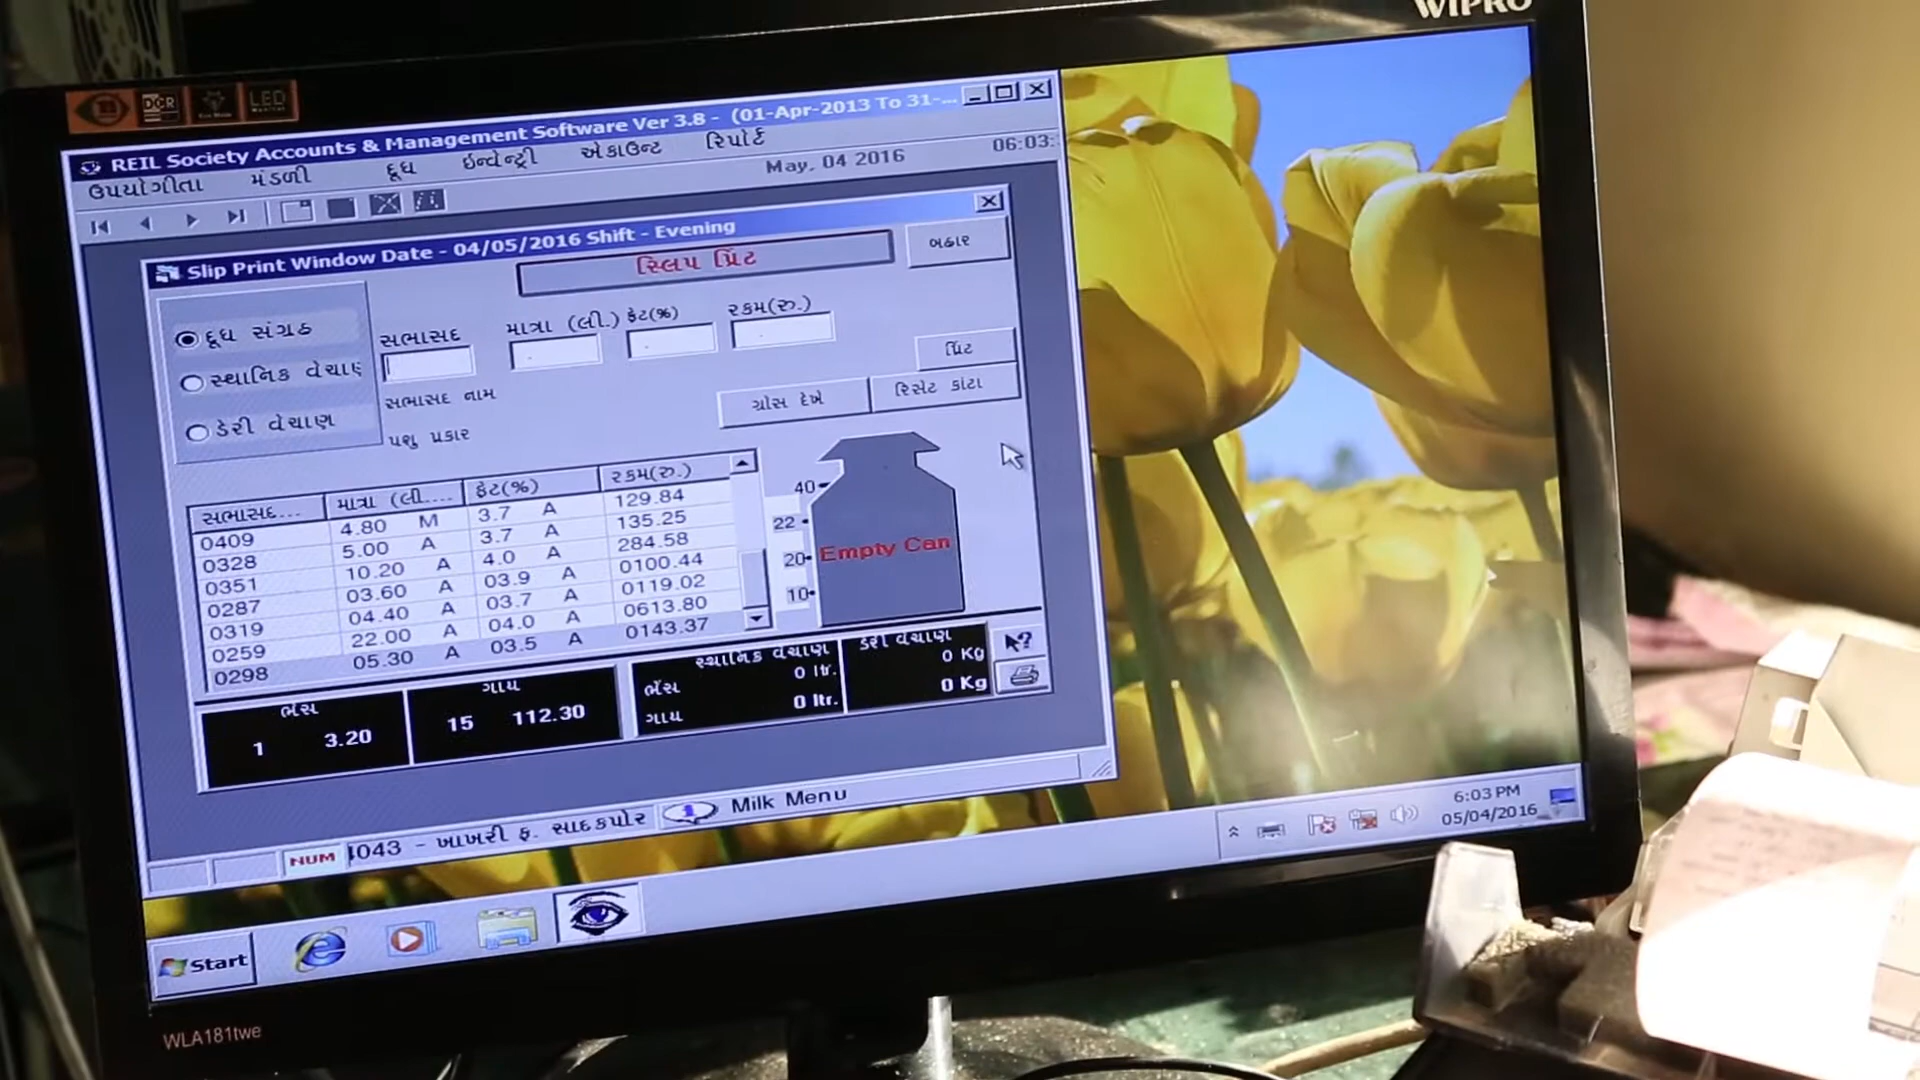 WIPRO
DCR
LED
REIL Society Accounts & Management Software Ver 3.8 - (01-Apr-2013 To 31-...
ઉપયોગીતા મંડળી દૂધ ઇન્વેન્ટ્રી એકાઉન્ટ રિપોર્ટ
May, 04 2016 06:03:
Slip Print Window Date - 04/05/2016 Shift - Evening
સ્લિપ પ્રિંટ
બહાર
દૂધ સંગ્રહ
સ્થાનિક વેચાણ
ડેરી વેચાણ
સભાસદ માત્રા (લી.) ફેટ(%) રકમ(રુ.)
પ્રિંટ
સભાસદ નામ
ગ્રોસ દેખે રિસેટ કાંટા
પશુ પ્રકાર
સભાસદ... માત્રા (લી.... ફેટ(%) રકમ(રુ.)
0409 4.80 M 3.7 A 129.84
0328 5.00 A 3.7 A 135.25
0351 10.20 A 4.0 A 284.58
0287 03.60 A 03.9 A 0100.44
0319 04.40 A 03.7 A 0119.02
0259 22.00 A 04.0 A 0613.80
0298 05.30 A 03.5 A 0143.37
40
22
20
10
Empty Can
ભેંસ
1 3.20
ગાય
15 112.30
સ્થાનિક વેચાણ
ભેંસ 0 ltr.
ગાય 0 ltr.
ડેરી વેચાણ
0 Kg
0 Kg
NUM 043 - ખાખરી ફ. સાદકપોર Milk Menu
Start
6:03 PM
05/04/2016
WLA181twe